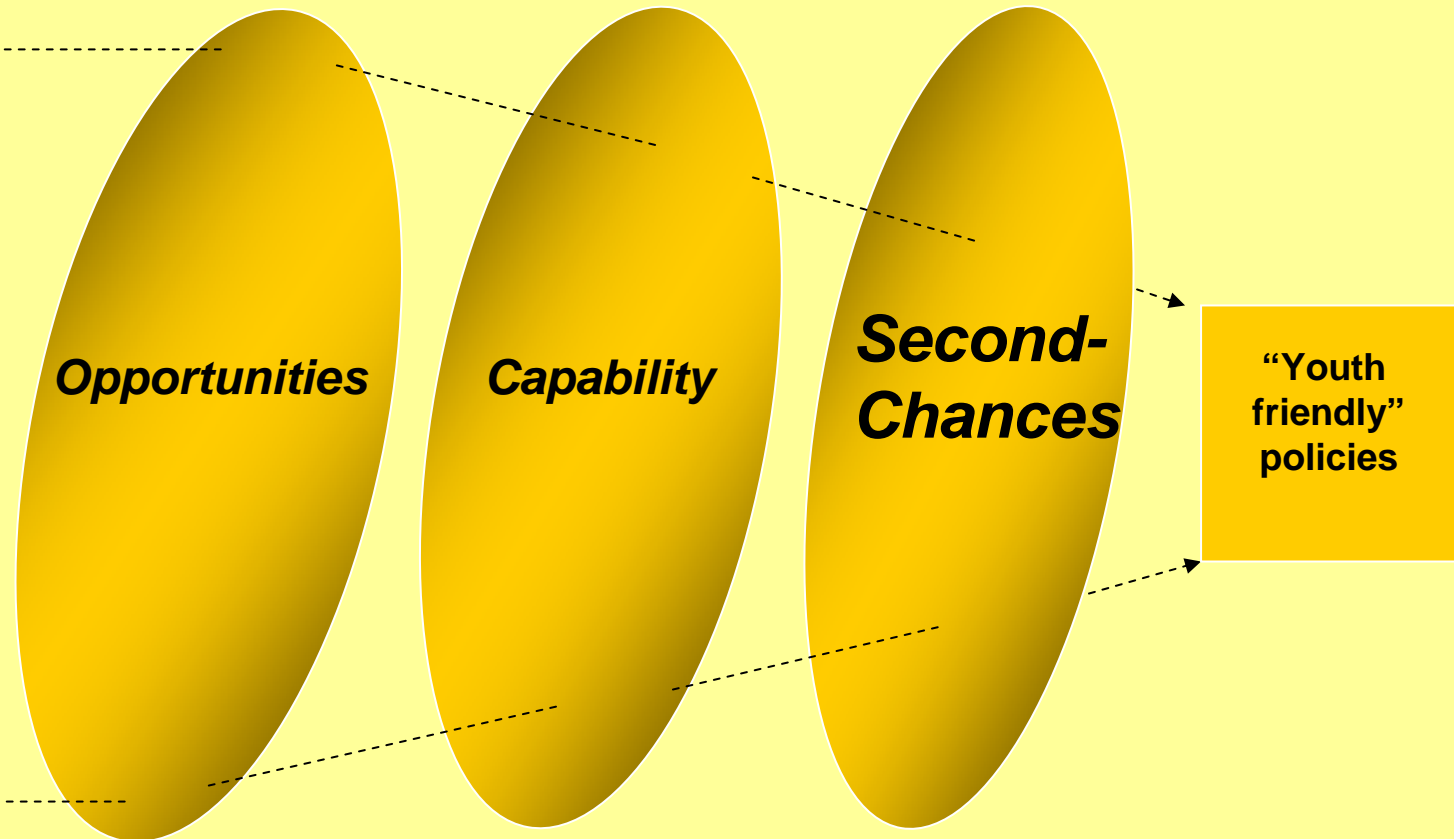 Opportunities
Capability
Second-
Chances
“Youth
friendly”
policies